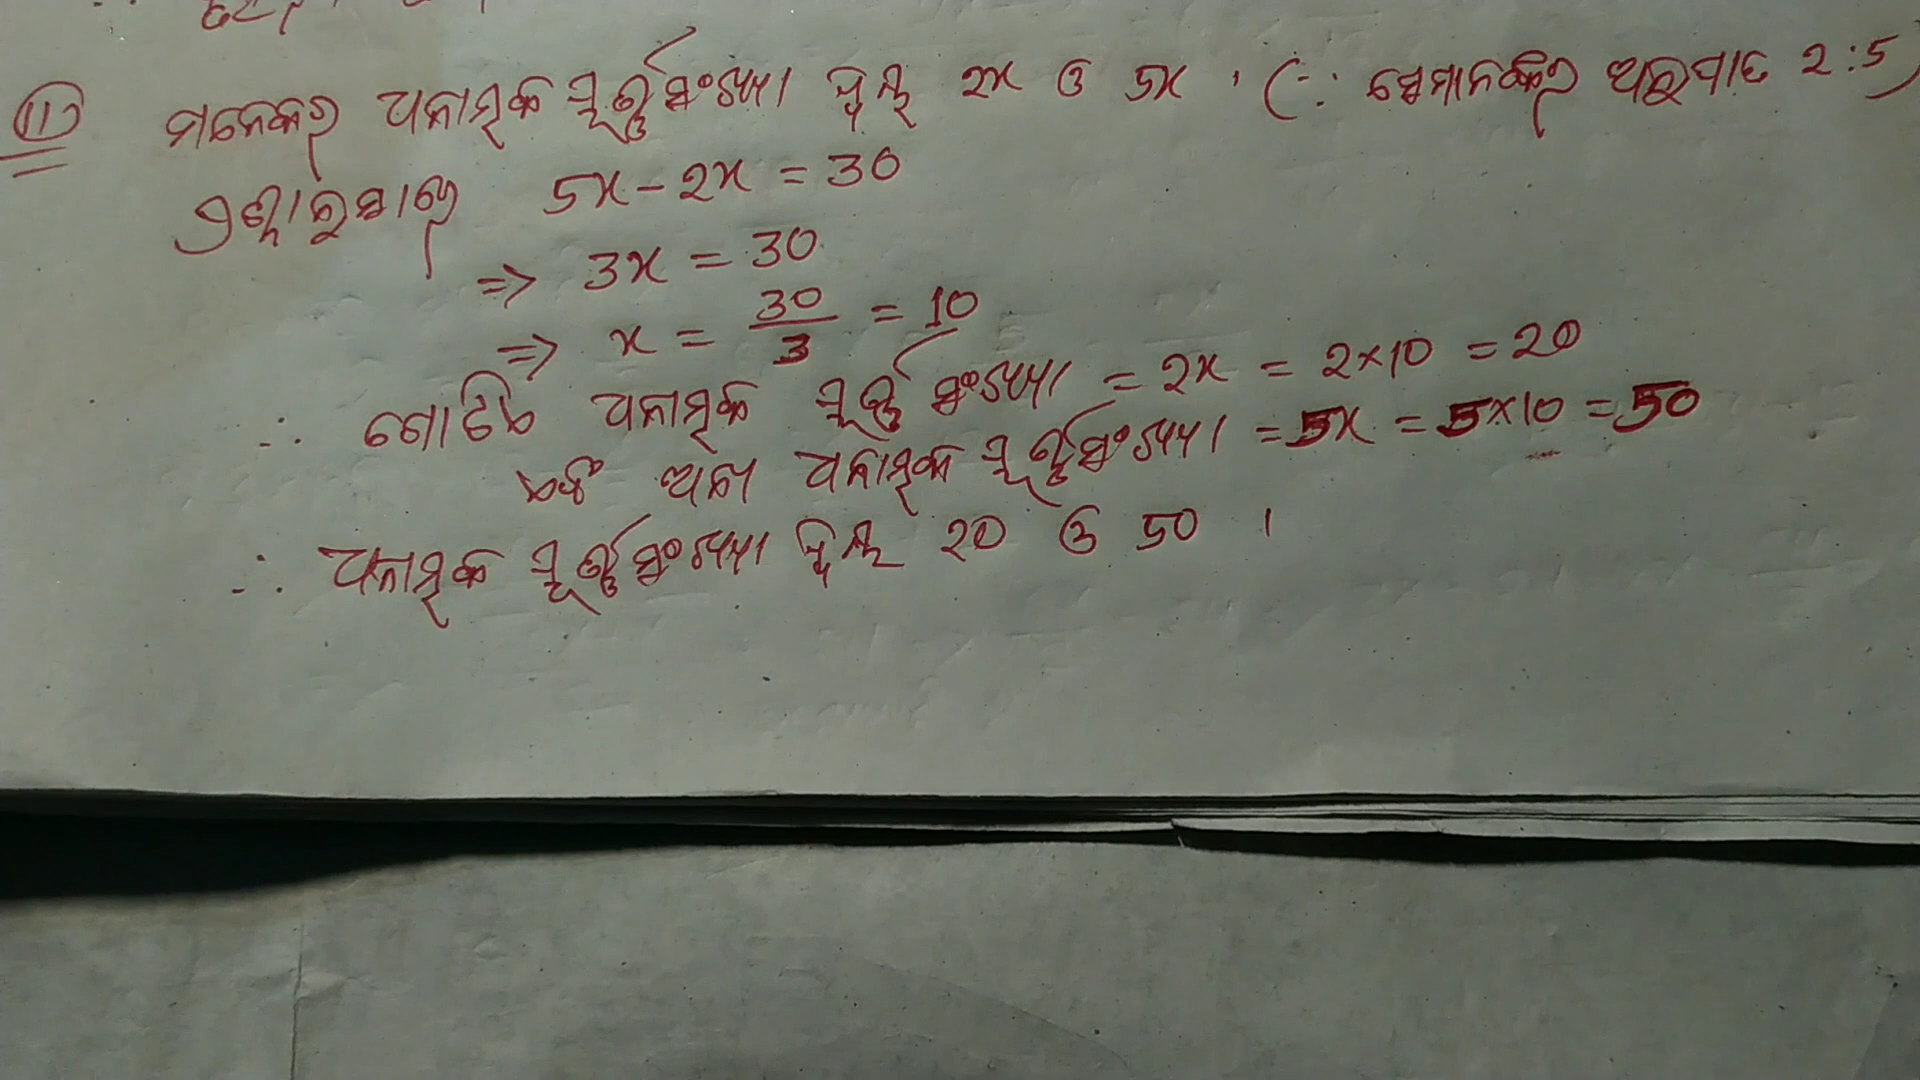 (11) ମନେକର ଧନାତ୍ମକ ପୂର୍ଣ୍ଣସଂଖ୍ୟା ଦ୍ୱୟ 2x ଓ 5x । (∵ ସେମାନଙ୍କର ଅନୁପାତ 2:5)
ପ୍ରଶ୍ନାନୁସାରେ 5x - 2x = 30
⇒ 3x = 30
⇒ x = 30/3 = 10
∴ ଗୋଟିଏ ଧନାତ୍ମକ ପୂର୍ଣ୍ଣ ସଂଖ୍ୟା = 2x = 2×10 = 20
ଏବଂ ଅନ୍ୟ ଧନାତ୍ମକ ପୂର୍ଣ୍ଣସଂଖ୍ୟା = 5x = 5×10 = 50
∴ ଧନାତ୍ମକ ପୂର୍ଣ୍ଣସଂଖ୍ୟା ଦ୍ୱୟ 20 ଓ 50 ।